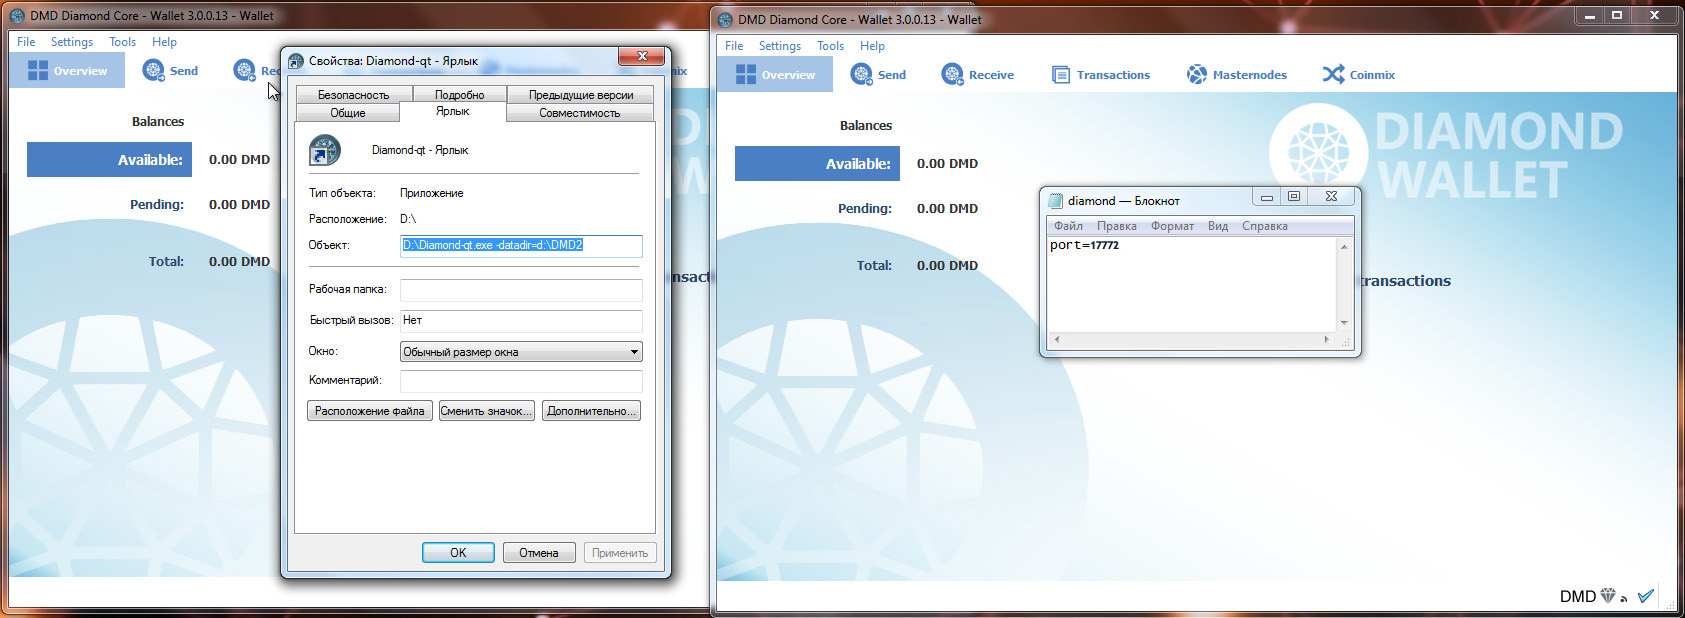 DMD Diamond Core - Wallet 3.0.0.13 - Wallet
File Settings Tools Help
Overview Send
Balances
Available: 0.00 DMD
Pending: 0.00 DMD
Total: 0.00 DMD
Свойства: Diamond-qt - Ярлык
Безопасность Подробно Предыдущие версии
Общие Ярлык Совместимость
Diamond-qt - Ярлык
Тип объекта: Приложение
Расположение: D:\
Объект: D:\Diamond-qt.exe -datadir=d:\DMD2
Рабочая папка:
Быстрый вызов: Нет
Окно: Обычный размер окна
Комментарий:
Расположение файла Сменить значок... Дополнительно...
OK Отмена Применить
DMD Diamond Core - Wallet 3.0.0.13 - Wallet
File Settings Tools Help
Overview Send Receive Transactions Masternodes Coinmix
DIAMOND
WALLET
Balances
Available: 0.00 DMD
Pending: 0.00 DMD
Total: 0.00 DMD
transactions
diamond — Блокнот
Файл Правка Формат Вид Справка
port=17772
DMD